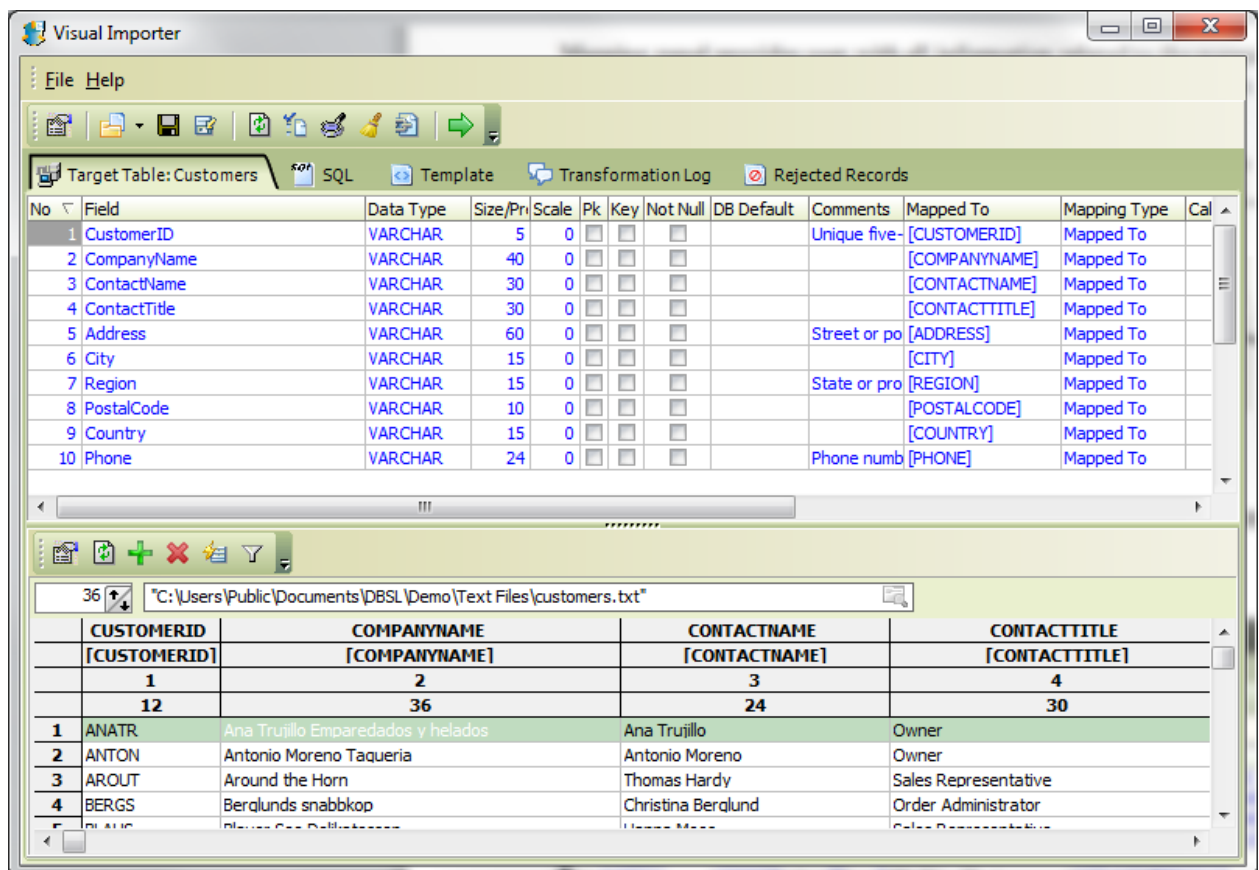 Visual Importer
File Help
Target Table: Customers SQL Template Transformation Log Rejected Records
No Field Data Type Size/Pr Scale Pk Key Not Null DB Default Comments Mapped To Mapping Type Cal
1 CustomerID VARCHAR 5 0 Unique five- [CUSTOMERID] Mapped To
2 CompanyName VARCHAR 40 0 [COMPANYNAME] Mapped To
3 ContactName VARCHAR 30 0 [CONTACTNAME] Mapped To
4 ContactTitle VARCHAR 30 0 [CONTACTTITLE] Mapped To
5 Address VARCHAR 60 0 Street or po [ADDRESS] Mapped To
6 City VARCHAR 15 0 [CITY] Mapped To
7 Region VARCHAR 15 0 State or pro [REGION] Mapped To
8 PostalCode VARCHAR 10 0 [POSTALCODE] Mapped To
9 Country VARCHAR 15 0 [COUNTRY] Mapped To
10 Phone VARCHAR 24 0 Phone numb [PHONE] Mapped To
36 "C:\Users\Public\Documents\DBSL\Demo\Text Files\customers.txt"
CUSTOMERID COMPANYNAME CONTACTNAME CONTACTTITLE
[CUSTOMERID] [COMPANYNAME] [CONTACTNAME] [CONTACTTITLE]
1 2 3 4
12 36 24 30
1 ANATR Ana Trujillo Emparedados y helados Ana Trujillo Owner
2 ANTON Antonio Moreno Taqueria Antonio Moreno Owner
3 AROUT Around the Horn Thomas Hardy Sales Representative
4 BERGS Berglunds snabbkop Christina Berglund Order Administrator